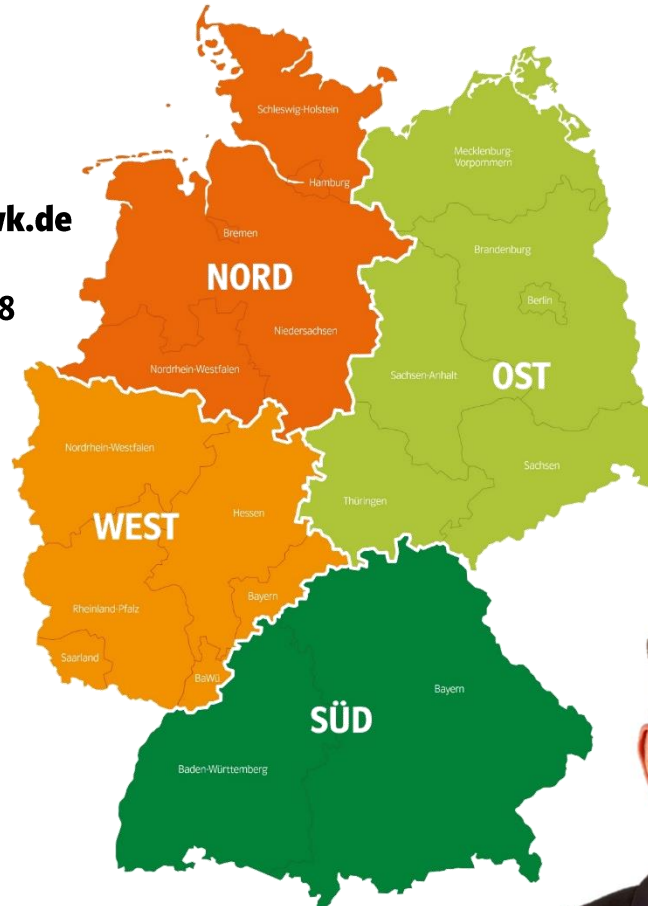 Schleswig-Holstein
Mecklenburg-
Vorpommern
Hamburg
vk.de
Bremen
Brandenburg
NORD
8
Berlin
Niedersachsen
Nordrhein-Westfalen
Sachsen-Anhalt
OST
Nordrhein-Westfalen
Sachsen
Thüringen
Hessen
WEST
Bayern
Rheinland-Pfalz
Saarland
BaWü
Bayern
SÜD
Baden-Württemberg